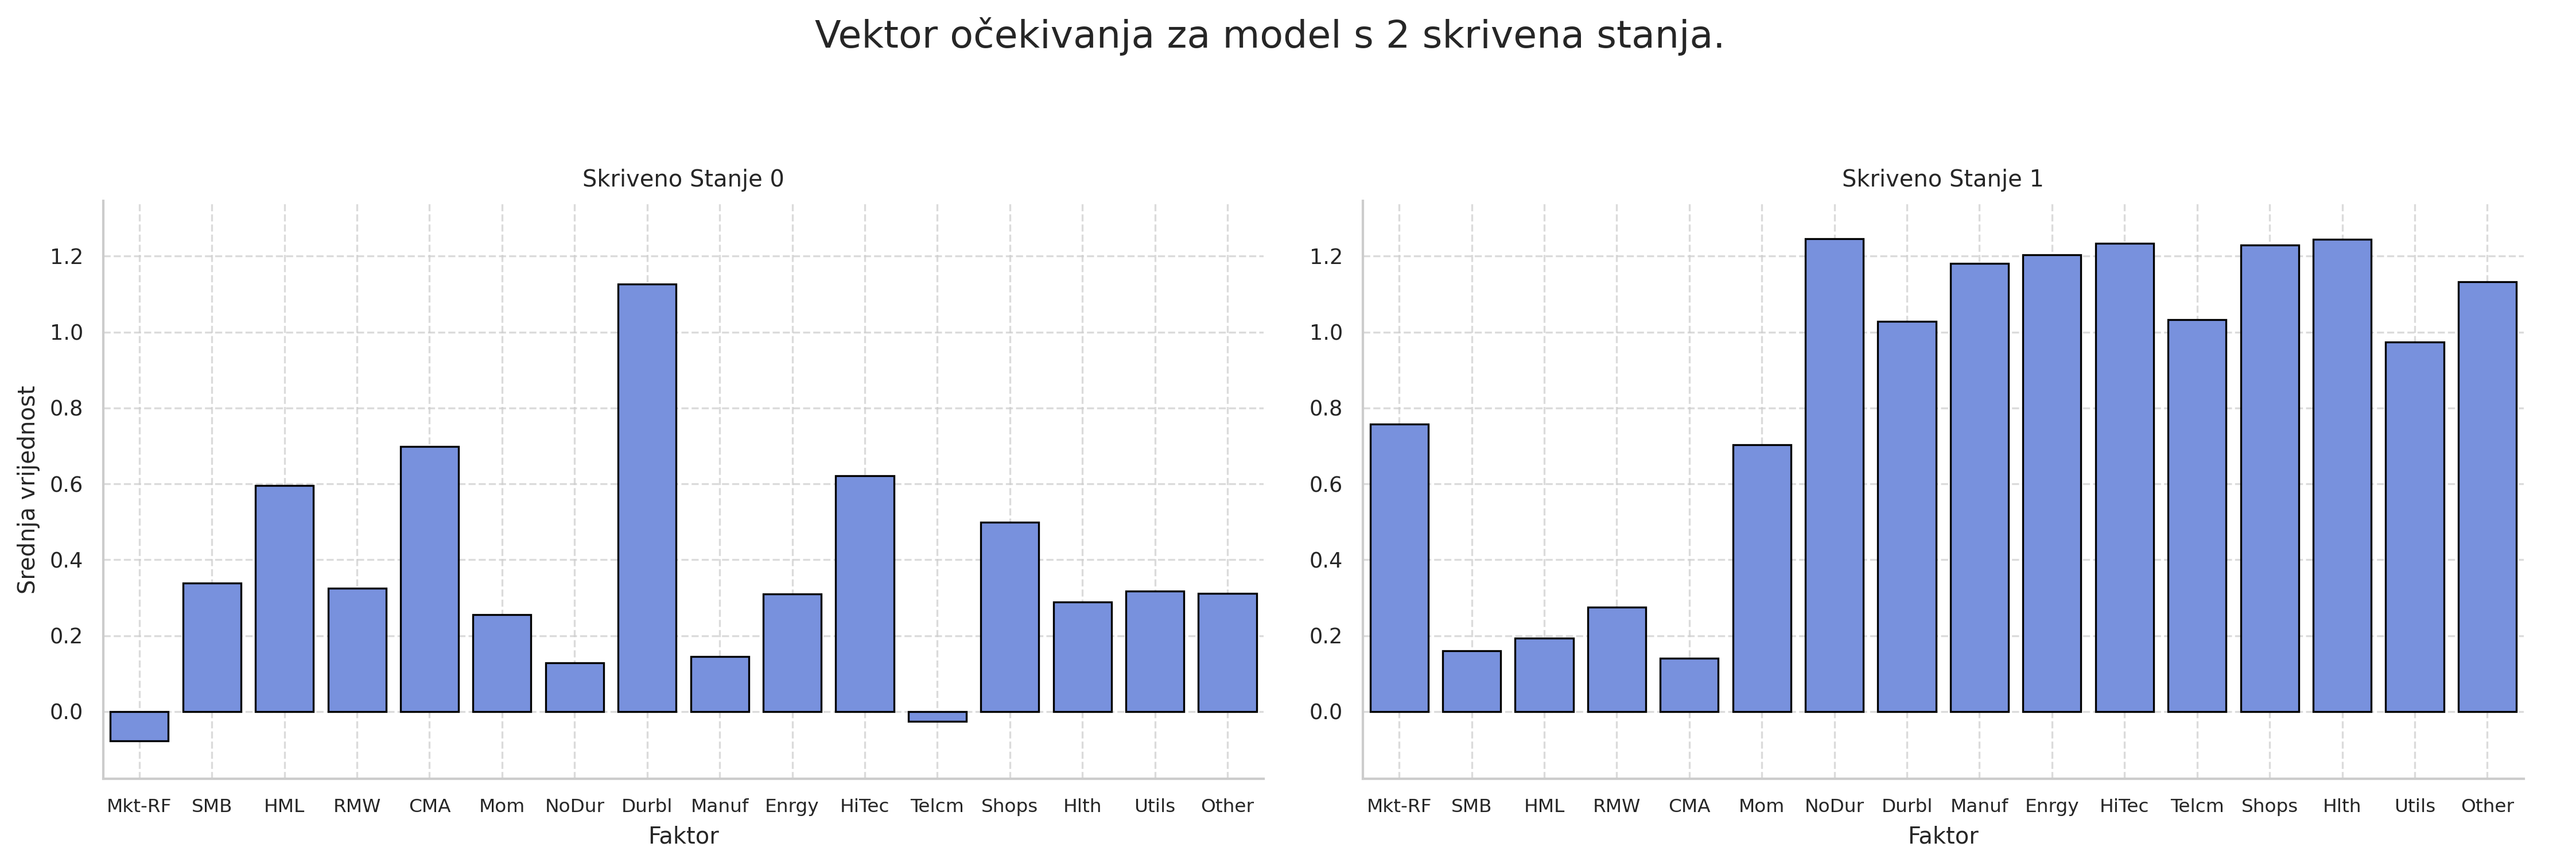 Vektor očekivanja za model s 2 skrivena stanja.
Skriveno Stanje 0
Srednja vrijednost
1.2
1.0
0.8
0.6
0.4
0.2
0.0
Mkt-RF SMB HML RMW CMA Mom NoDur Durbl Manuf Enrgy HiTec Telcm Shops Hlth Utils Other
Faktor
Skriveno Stanje 1
1.2
1.0
0.8
0.6
0.4
0.2
0.0
Mkt-RF SMB HML RMW CMA Mom NoDur Durbl Manuf Enrgy HiTec Telcm Shops Hlth Utils Other
Faktor